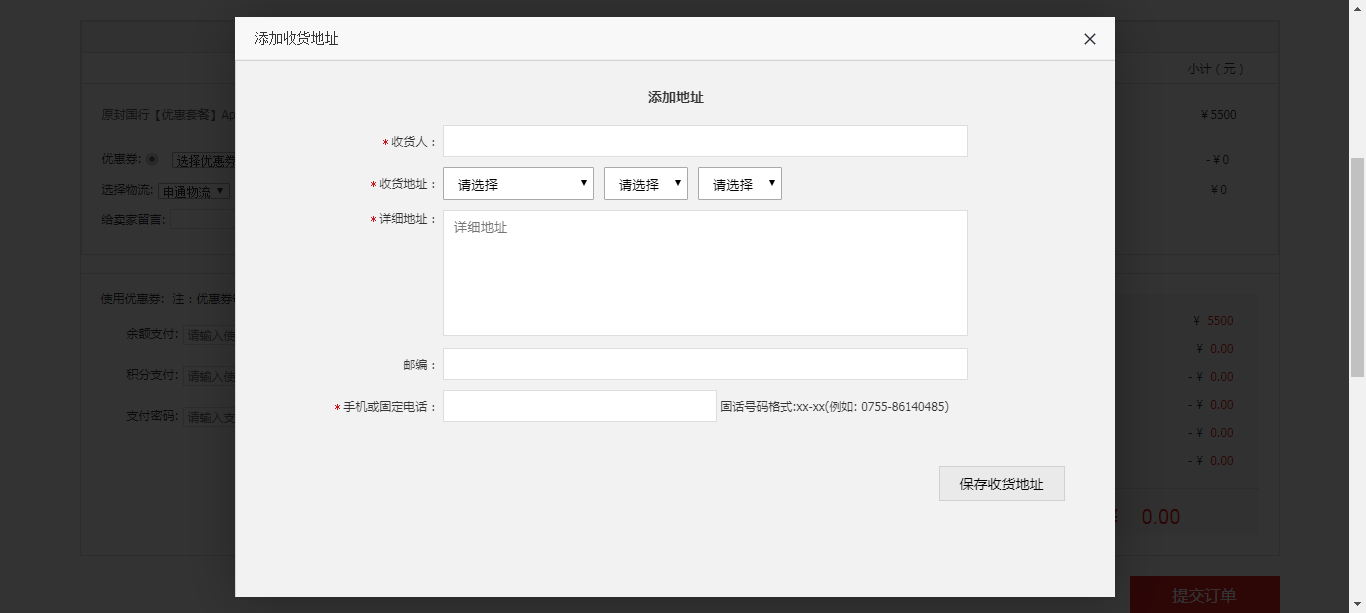 添加收货地址
小计（元）
添加地址
原封国行【优惠套餐】Ap
￥5500
*收货人：
优惠券:
选择优惠券
-￥0
*收货地址： 请选择 请选择 请选择
选择物流: 申通物流
￥0
*详细地址： 详细地址
给卖家留言:
使用优惠券: 注：优惠券
￥ 5500
余额支付: 请输入使
￥ 0.00
邮编：
积分支付: 请输入使
-￥ 0.00
*手机或固定电话： 固话号码格式:xx-xx(例如: 0755-86140485)
-￥ 0.00
支付密码: 请输入支
-￥ 0.00
-￥ 0.00
保存收货地址
0.00
提交订单